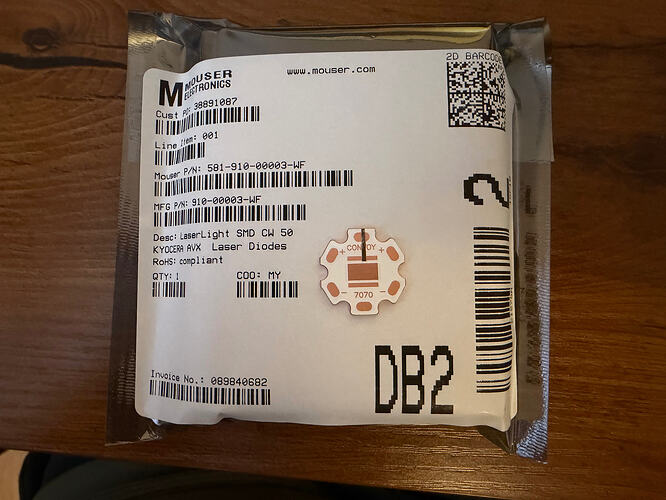 MOUSER
ELECTRONICS
www.mouser.com
2D BARCODE
Cust PO: 38891087
Line Item: 001
Mouser P/N: 581-910-00003-WF
MFG P/N: 910-00003-WF
Desc: LaserLight SMD CW 50
KYOCERA AVX Laser Diodes
RoHS: compliant
QTY: 1 COO: MY
+ CONVOY +
- 7070 -
2
DB2
Invoice No.: 089840682